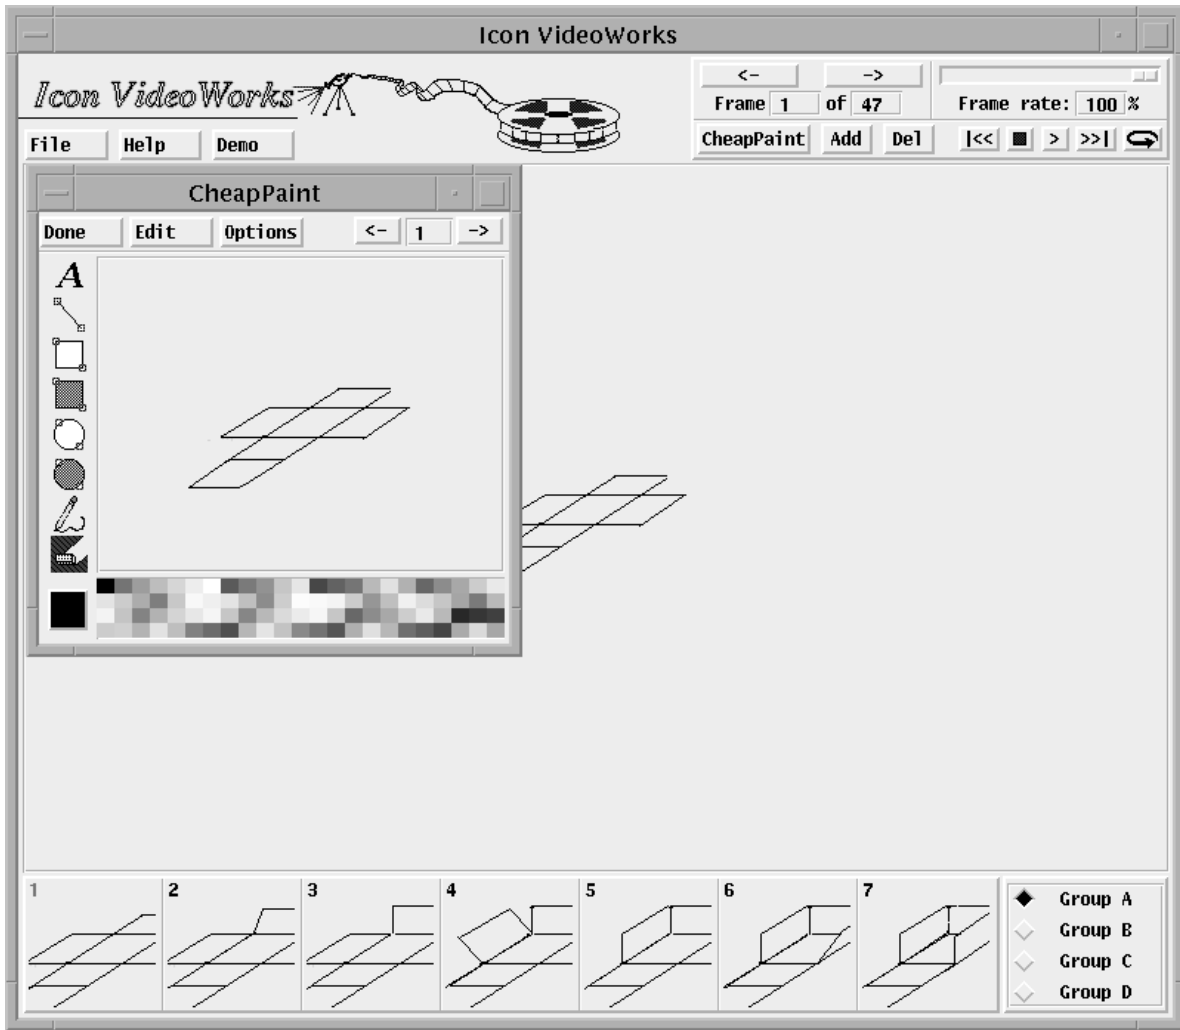 Icon VideoWorks
Icon VideoWorks
<- ->
Frame 1 of 47 Frame rate: 100 %
File Help Demo
CheapPaint Add Del |<< > >>|
CheapPaint
Done Edit Options <- 1 ->
A
1 2 3 4 5 6 7
Group A
Group B
Group C
Group D